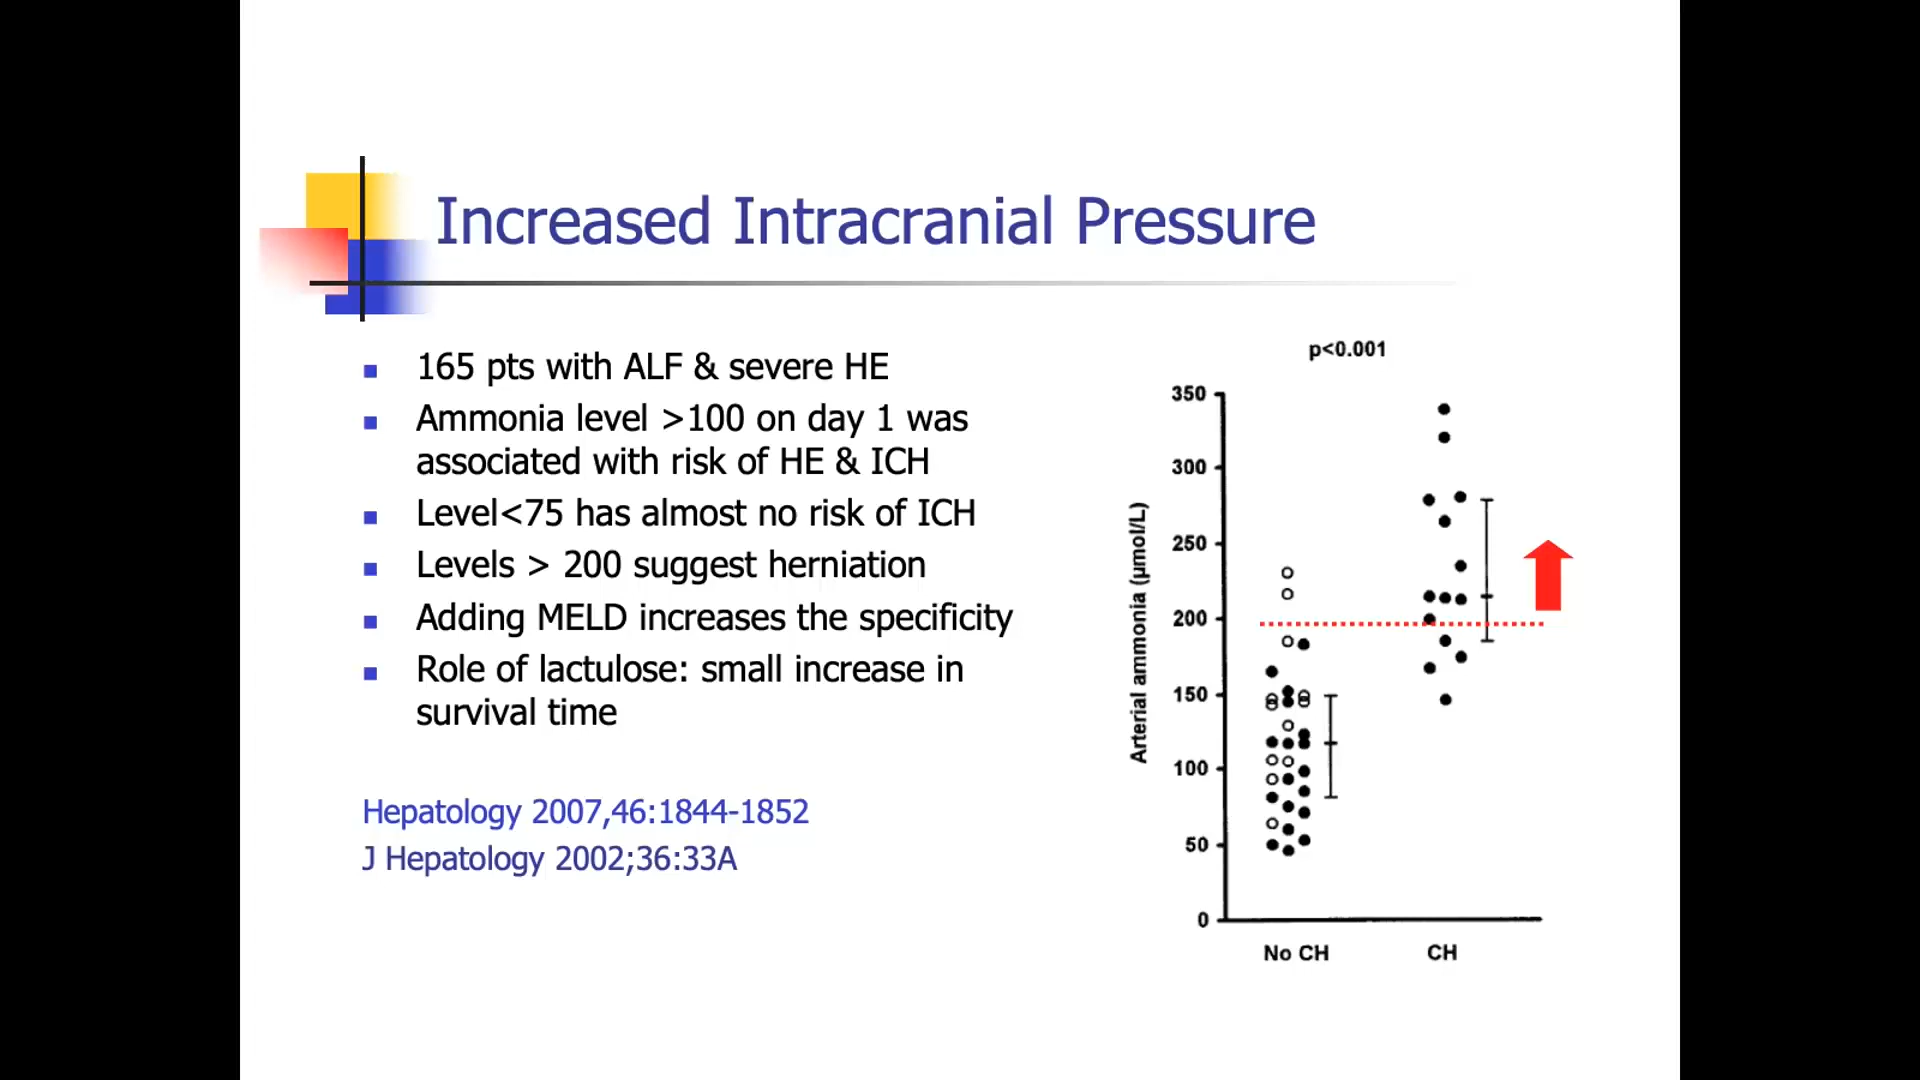 Increased Intracranial Pressure
165 pts with ALF & severe HE
Ammonia level >100 on day 1 was
associated with risk of HE & ICH
Level<75 has almost no risk of ICH
Levels > 200 suggest herniation
Adding MELD increases the specificity
Role of lactulose: small increase in
survival time
Hepatology 2007,46:1844-1852
J Hepatology 2002;36:33A
p<0.001
Arterial ammonia (µmol/L)
350
300
250
200
150
100
50
0
No CH
CH